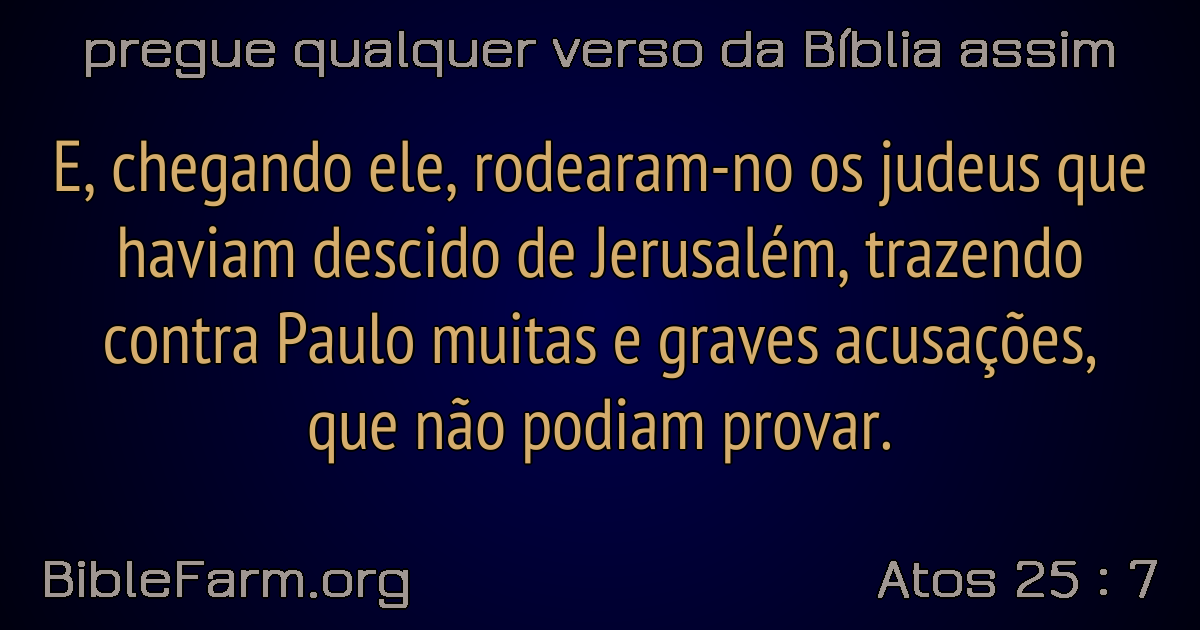 pregue qualquer verso da Bíblia assim
E, chegando ele, rodearam-no os judeus que
haviam descido de Jerusalém, trazendo
contra Paulo muitas e graves acusações,
que não podiam provar.
BibleFarm.org
Atos 25 : 7